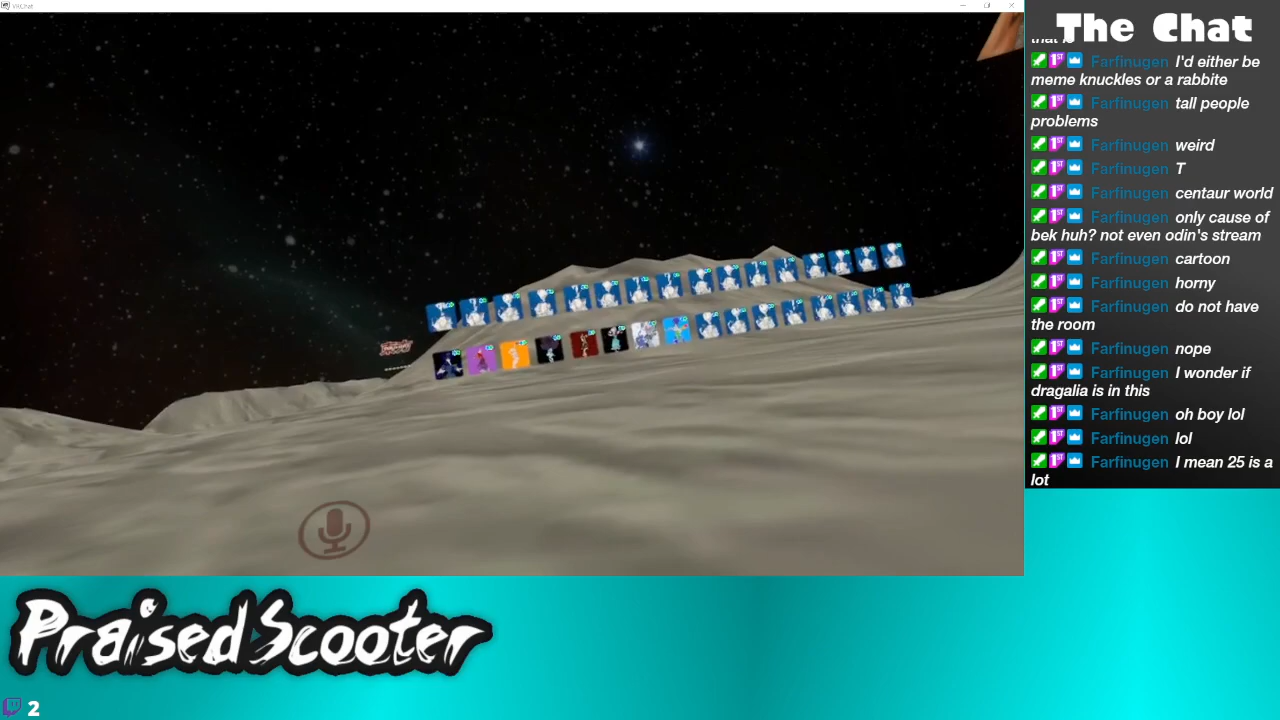 VRChat
The Chat
that is
Farfinugen I'd either be
meme knuckles or a rabbite
Farfinugen tall people
problems
Farfinugen weird
Farfinugen T
Farfinugen centaur world
Farfinugen only cause of
bek huh? not even odin's stream
Farfinugen cartoon
Farfinugen horny
Farfinugen do not have
the room
Farfinugen nope
Farfinugen I wonder if
dragalia is in this
Farfinugen oh boy lol
Farfinugen lol
Farfinugen I mean 25 is a
lot
PraisedScooter
2